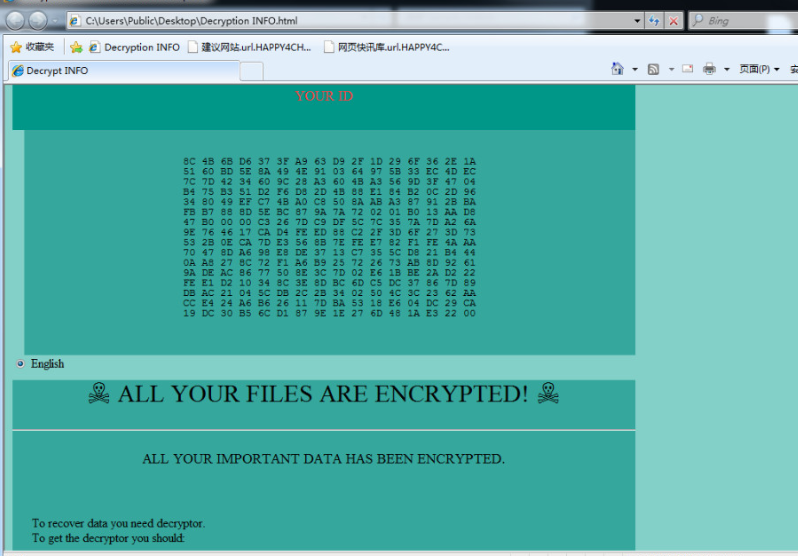 C:\Users\Public\Desktop\Decryption INFO.html
Bing
收藏夹 Decryption INFO 建议网站.url.HAPPY4CH... 网页快讯库.url.HAPPY4C...
Decrypt INFO 页面(P)
YOUR ID
8C 4B 6B D6 37 3F A9 63 D9 2F 1D 29 6F 36 2E 1A
51 60 BD 5E 8A 49 4E 91 03 64 97 5B 33 EC 4D EC
7C 7D 42 34 60 9C 28 A3 60 4B A3 56 9D 3F 47 04
B4 75 B3 51 D2 F6 D8 2D 4B 88 E1 84 B2 0C 2D 96
34 80 49 EF C7 4B A0 C8 50 8A AB A3 87 91 2B BA
FB B7 88 8D 5E BC 87 9A 7A 72 02 01 B0 13 AA D8
47 B0 00 00 C3 26 7D C9 DF 5C 7C 35 7A 7D A2 6A
9E 76 46 17 CA D4 FE ED 88 C2 2F 3D 6F 27 3D 73
53 2B 0E CA 7D E3 56 8B 7E FE E7 82 F1 FE 4A AA
70 47 8D A6 98 E8 DE 37 13 C7 35 5C D8 21 B4 44
0A A8 27 8C 72 F1 A6 B9 25 72 26 73 AB 8D 92 61
9A DE AC 86 77 50 8E 3C 7D 02 E6 1B BE 2A D2 22
FE E1 D2 10 34 8C 3E 8D BC 6D C5 DC 37 86 7D 89
DB AC 21 04 5C DB 2C 2B 34 02 50 4C 3C 23 62 AA
CC E4 24 A6 B6 26 11 7D BA 53 18 E6 04 DC 29 CA
19 DC 30 B5 6C D1 87 9E 1E 27 6D 48 1A E3 22 00
English
☠ ALL YOUR FILES ARE ENCRYPTED! ☠
ALL YOUR IMPORTANT DATA HAS BEEN ENCRYPTED.
To recover data you need decryptor.
To get the decryptor you should: